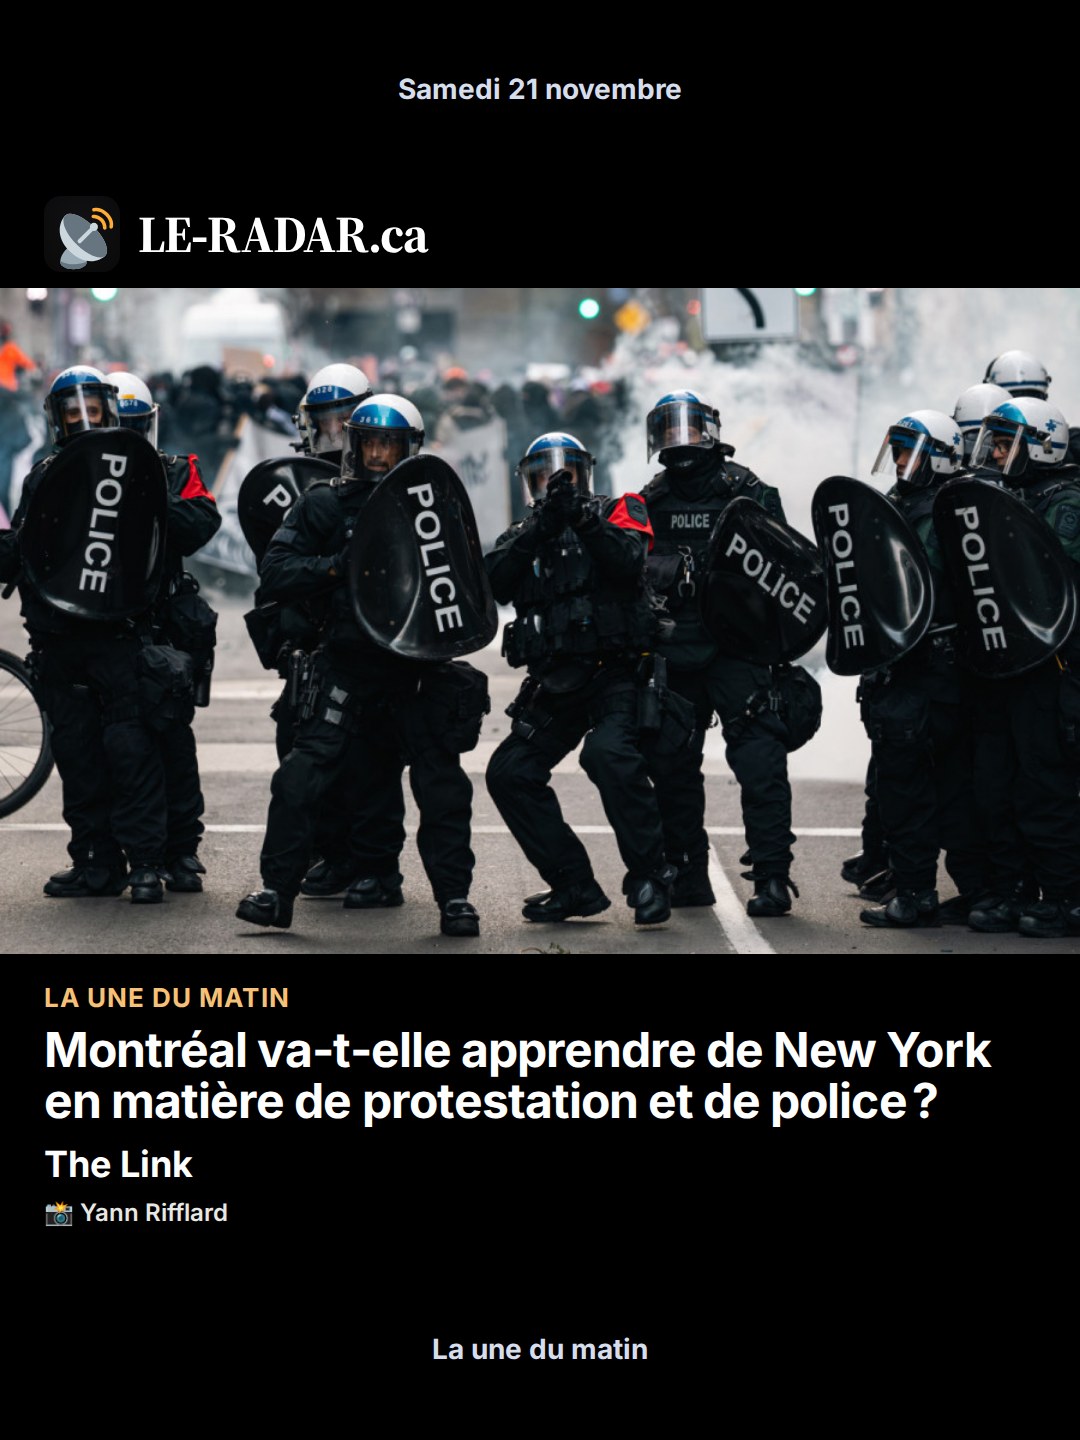 Samedi 21 novembre
LE-RADAR.ca
POLICE
POLICE
POLICE
POLICE
POLICE
POLICE
LA UNE DU MATIN
Montréal va-t-elle apprendre de New York
en matière de protestation et de police ?
The Link
Yann Rifflard
La une du matin